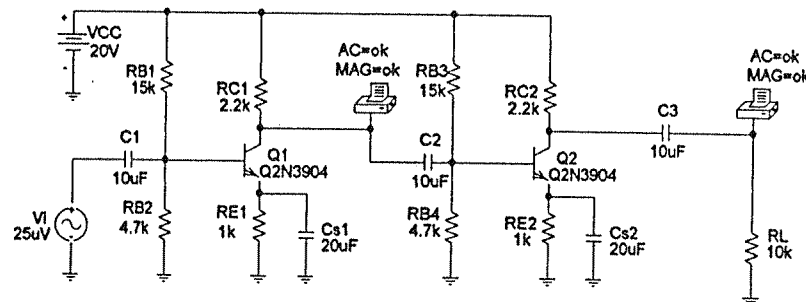 VCC
20V
RB1
15k
RC1
2.2k
AC=ok
MAG=ok
RB3
15k
RC2
2.2k
AC=ok
MAG=ok
C1
10uF
Q1
Q2N3904
C2
10uF
Q2
Q2N3904
C3
10uF
VI
25uV
RB2
4.7k
RE1
1k
Cs1
20uF
RB4
4.7k
RE2
1k
Cs2
20uF
RL
10k